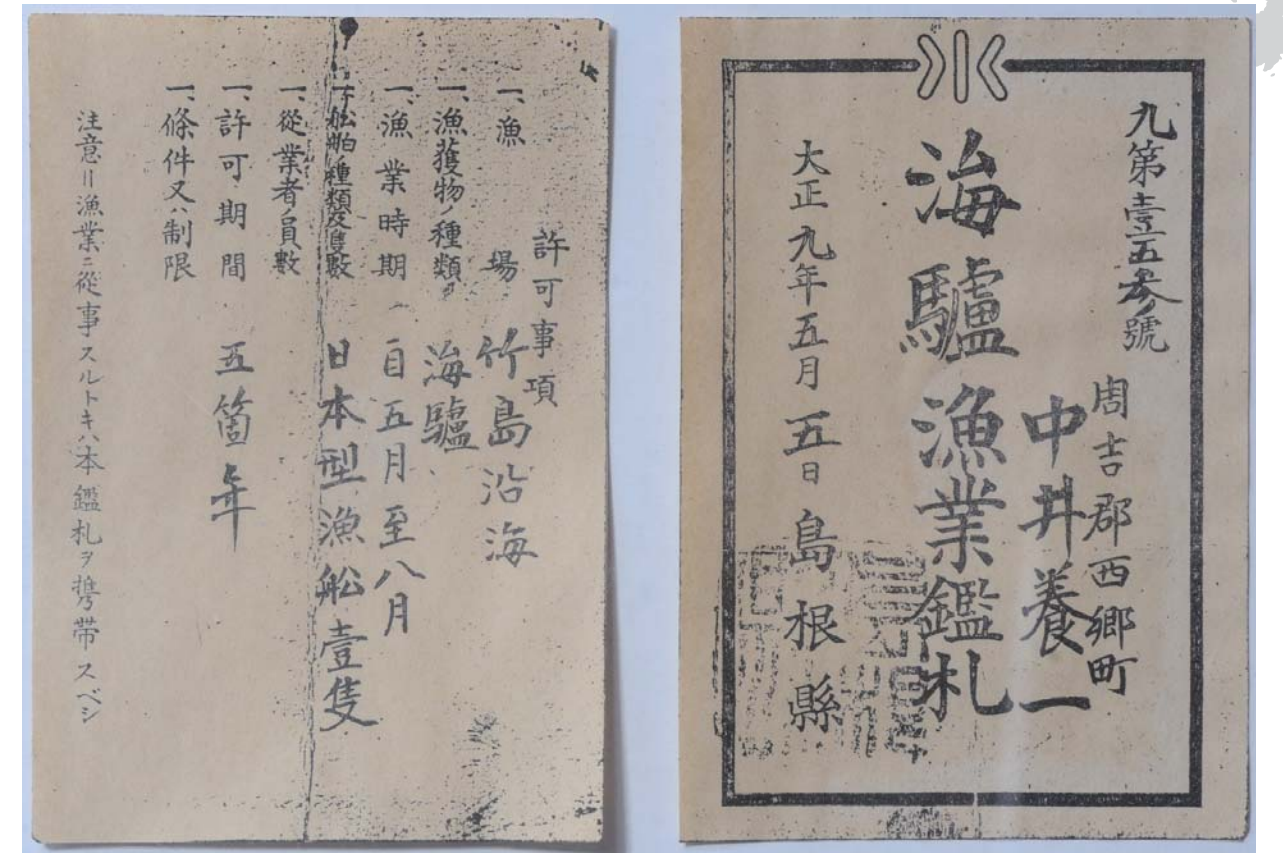 許可事項
一、漁場 竹島沿海
一、漁獲物ノ種類 海驢
一、漁業時期 自五月至八月
一、船舶種類及隻數 日本型漁船壹隻
一、從業者ノ員數
一、許可期間 五箇年
一、條件又ハ制限
注意＝漁業ニ從事スルトキハ本鑑札ヲ携帯スベシ
九第壹五参號
周吉郡西郷町
中井養一
海驢漁業鑑札
大正九年五月五日島根縣